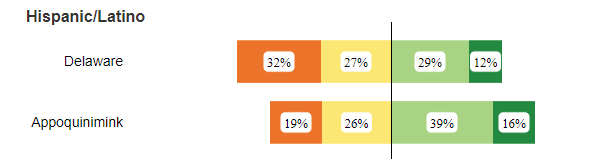 Hispanic/Latino
Delaware 32% 27% 29% 12%
Appoquinimink 19% 26% 39% 16%